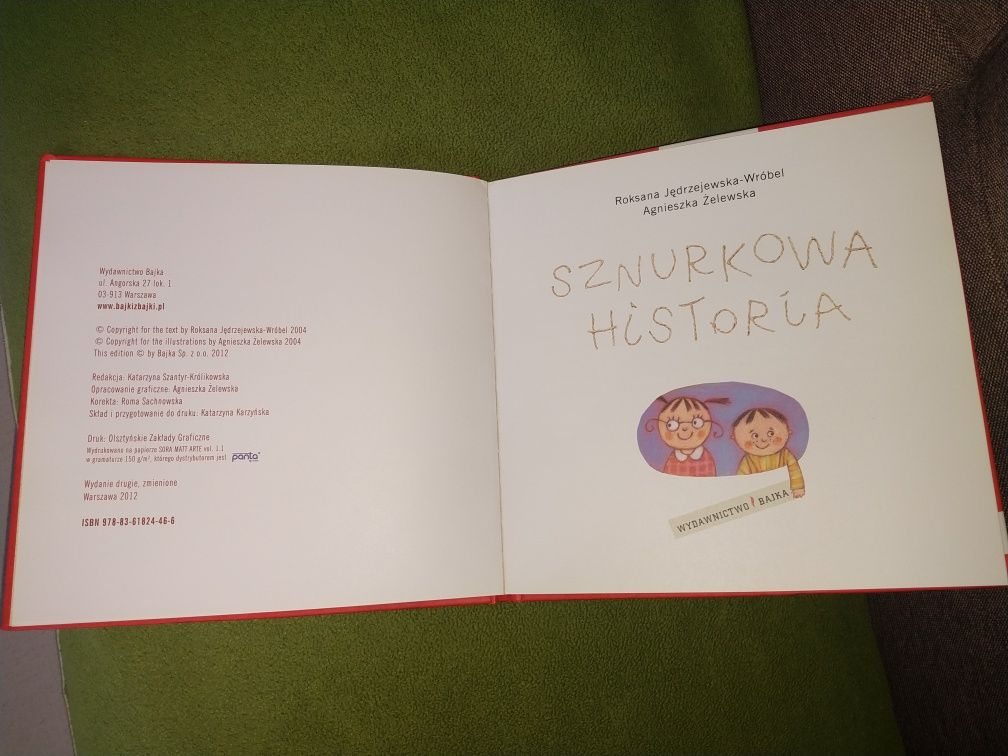 Wydawnictwo Bajka
ul. Angorska 27 lok. 1
03-913 Warszawa
www.bajkizbajki.pl
© Copyright for the text by Roksana Jędrzejewska-Wróbel 2004
© Copyright for the illustrations by Agnieszka Żelewska 2004
This edition © by Bajka Sp. z o.o. 2012
Redakcja: Katarzyna Szantyr-Królikowska
Opracowanie graficzne: Agnieszka Żelewska
Korekta: Roma Sachnowska
Skład i przygotowanie do druku: Katarzyna Karzyńska
Druk: Olsztyńskie Zakłady Graficzne
Wydrukowano na papierze SORA MATT ARTE vol. 1.1
w gramaturze 150 g/m², którego dystrybutorem jest panta
Wydanie drugie, zmienione
Warszawa 2012
ISBN 978-83-61824-46-6
Roksana Jędrzejewska-Wróbel
Agnieszka Żelewska
SZNURKOWA
HiSTORiA
WYDAWNICTWO BAJKA